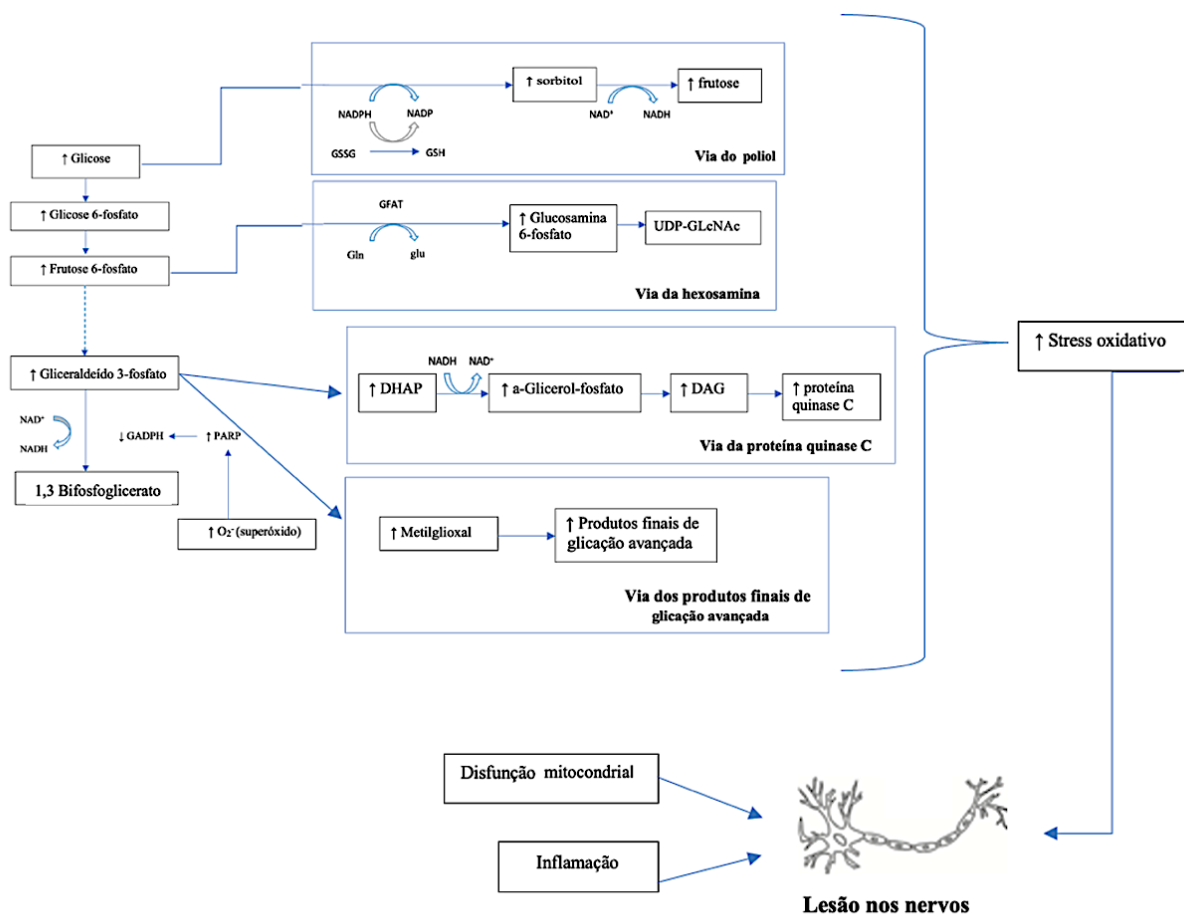 ↑ sorbitol
↑ frutose
NADPH
NADP
NAD⁺
NADH
GSSG
GSH
Via do poliol
↑ Glicose
↑ Glicose 6-fosfato
↑ Frutose 6-fosfato
GFAT
Gln
glu
↑ Glucosamina
6-fosfato
UDP-GLcNAc
Via da hexosamina
↑ Gliceraldeído 3-fosfato
NAD⁺
NADH
↓ GADPH
↑ PARP
1,3 Bifosfoglicerato
↑ O₂⁻ (superóxido)
NADH
NAD⁺
↑ DHAP
↑ a-Glicerol-fosfato
↑ DAG
↑ proteína
quinase C
Via da proteína quinase C
↑ Metilglioxal
↑ Produtos finais de
glicação avançada
Via dos produtos finais de
glicação avançada
↑ Stress oxidativo
Disfunção mitocondrial
Inflamação
Lesão nos nervos